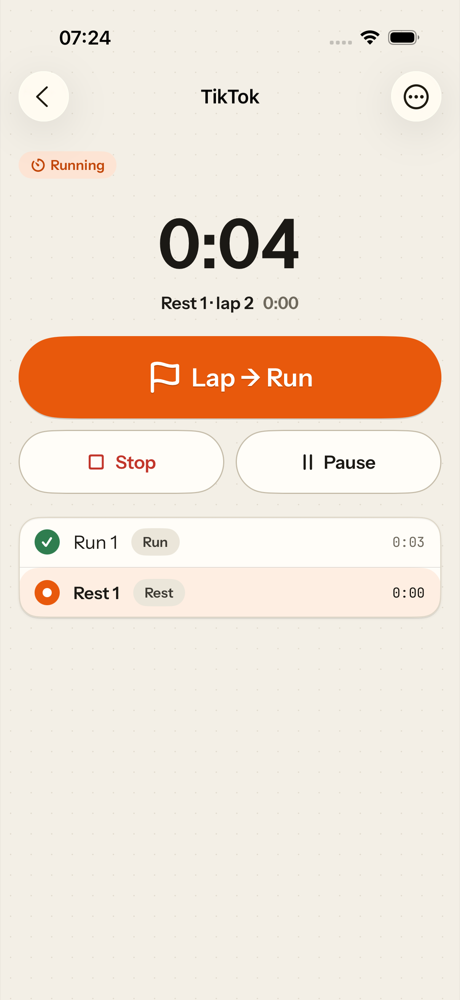 07:24
TikTok
Running
0:04
Rest 1 · lap 2 0:00
Lap → Run
Stop
Pause
Run 1 Run 0:03
Rest 1 Rest 0:00